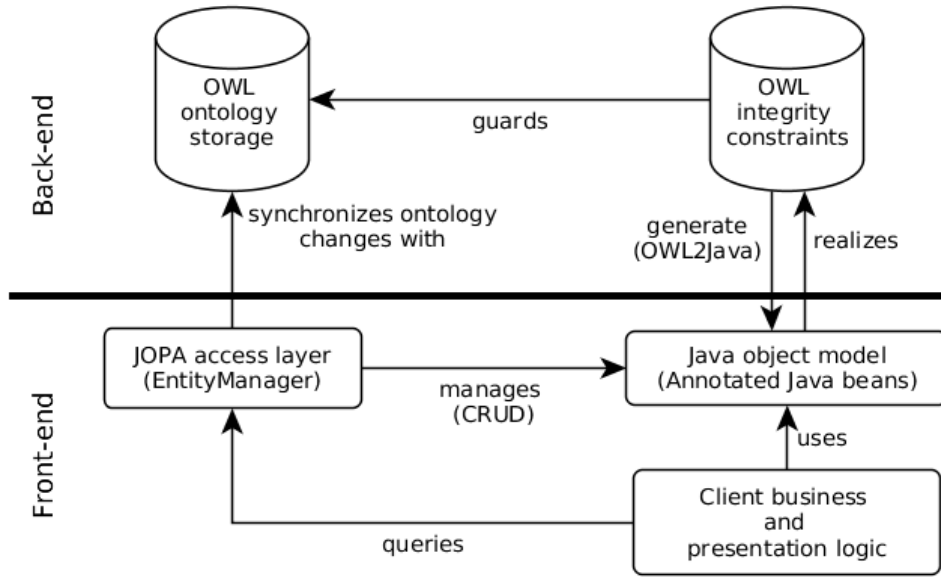 Back-end
OWL
ontology
storage
OWL
integrity
constraints
guards
synchronizes ontology
changes with
generate
(OWL2Java)
realizes
Front-end
JOPA access layer
(EntityManager)
manages
(CRUD)
Java object model
(Annotated Java beans)
uses
Client business
and
presentation logic
queries